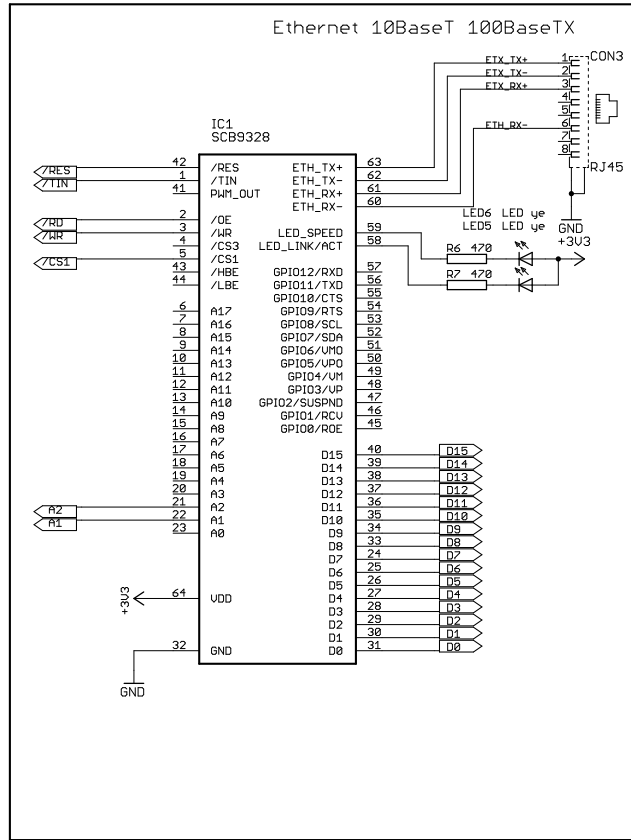 Ethernet 10BaseT 100BaseTX
ETX_TX+ 1 CON3
ETX_TX- 2
ETX_RX+ 3
4
5
ETH_RX- 6
7
8
RJ45
GND
+3V3
IC1
SCB9328
/RES 42 /RES ETH_TX+ 63
/TIN 1 /TIN ETH_TX- 62
41 PWM_OUT ETH_RX+ 61
ETH_RX- 60
LED6 LED ye
LED5 LED ye
/RD 2 /OE
/WR 3 /WR LED_SPEED 59 R6 470
4 /CS3 LED_LINK/ACT 58
/CS1 5 /CS1 R7 470
43 /HBE GPIO12/RXD 57
44 /LBE GPIO11/TXD 56
GPIO10/CTS 55
6 A17 GPIO9/RTS 54
7 A16 GPIO8/SCL 53
8 A15 GPIO7/SDA 52
9 A14 GPIO6/VMO 51
10 A13 GPIO5/VPO 50
11 A12 GPIO4/VM 49
12 A11 GPIO3/VP 48
13 A10 GPIO2/SUSPND 47
14 A9 GPIO1/RCV 46
15 A8 GPIO0/ROE 45
16 A7
17 A6 D15 40 D15
18 A5 D14 39 D14
19 A4 D13 38 D13
20 A3 D12 37 D12
A2 21 A2 D11 36 D11
A1 22 A1 D10 35 D10
23 A0 D9 34 D9
D8 33 D8
D7 24 D7
D6 25 D6
D5 26 D5
+3V3 64 VDD D4 27 D4
D3 28 D3
D2 29 D2
D1 30 D1
32 GND D0 31 D0
GND